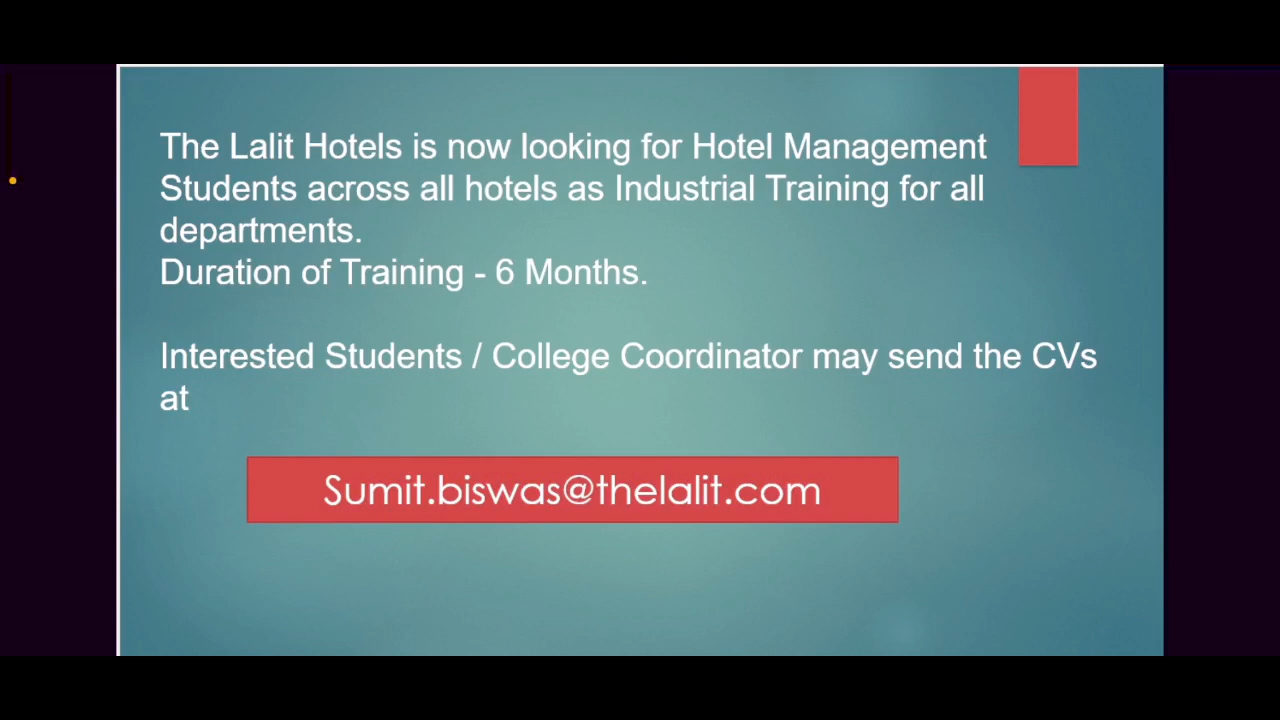 The Lalit Hotels is now looking for Hotel Management
Students across all hotels as Industrial Training for all
departments.
Duration of Training - 6 Months.
Interested Students / College Coordinator may send the CVs
at
Sumit.biswas@thelalit.com